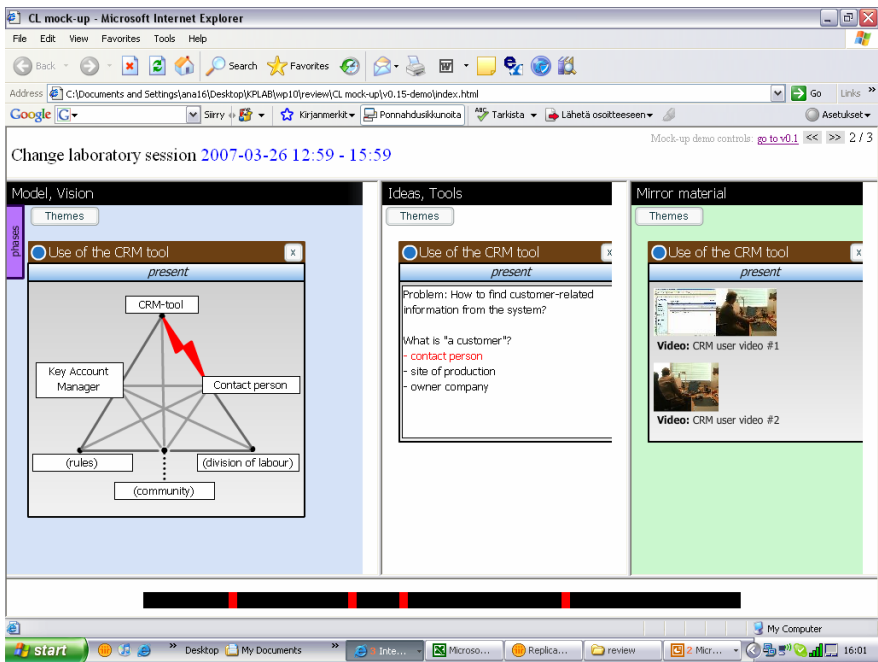 CL mock-up - Microsoft Internet Explorer
File Edit View Favorites Tools Help
Back Search Favorites
Address C:\Documents and Settings\ana16\Desktop\KPLAB\wp10\review\CL mock-up\v0.15-demo\index.html Go Links »
Google G Siirry Kirjanmerkit Ponnahdusikkunoita ABC Tarkista Lähetä osoitteeseen Asetukset
Mock-up demo controls: go to v0.1 << >> 2 / 3
Change laboratory session 2007-03-26 12:59 - 15:59
Model, Vision
Themes
phases
Use of the CRM tool x
present
CRM-tool
Key Account
Manager
Contact person
(rules)
(division of labour)
(community)
Ideas, Tools
Themes
Use of the CRM tool x
present
Problem: How to find customer-related
information from the system?
What is "a customer"?
- contact person
- site of production
- owner company
Mirror material
Themes
Use of the CRM tool x
present
Video: CRM user video #1
Video: CRM user video #2
My Computer
start » Desktop My Documents » 3 Inte... Microso... Replica... review 2 Micr... 16:01